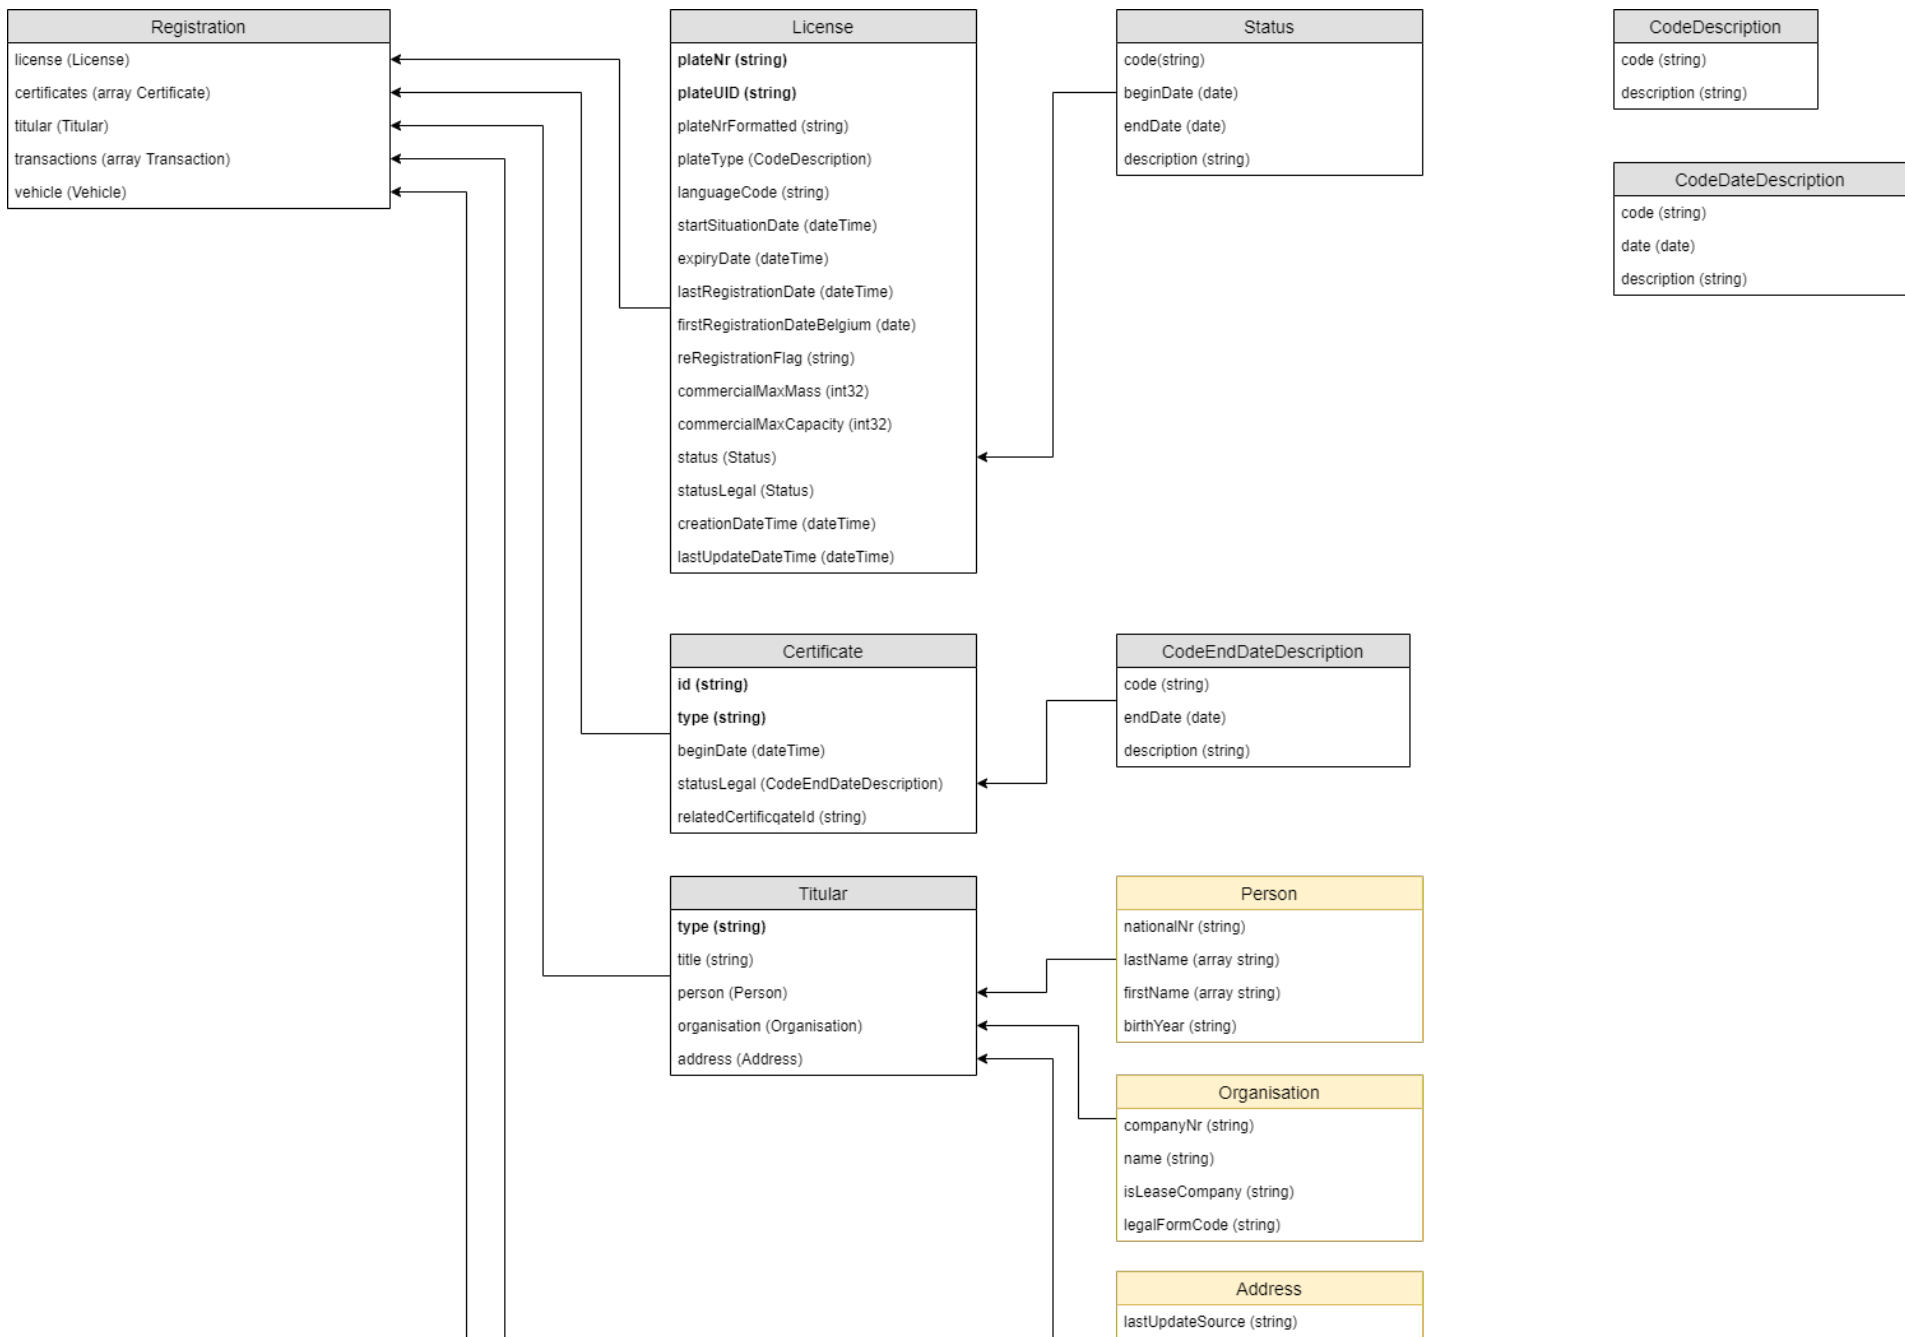 Registration
license (License)
certificates (array Certificate)
titular (Titular)
transactions (array Transaction)
vehicle (Vehicle)
License
plateNr (string)
plateUID (string)
plateNrFormatted (string)
plateType (CodeDescription)
languageCode (string)
startSituationDate (dateTime)
expiryDate (dateTime)
lastRegistrationDate (dateTime)
firstRegistrationDateBelgium (date)
reRegistrationFlag (string)
commercialMaxMass (int32)
commercialMaxCapacity (int32)
status (Status)
statusLegal (Status)
creationDateTime (dateTime)
lastUpdateDateTime (dateTime)
Status
code(string)
beginDate (date)
endDate (date)
description (string)
CodeDescription
code (string)
description (string)
CodeDateDescription
code (string)
date (date)
description (string)
Certificate
id (string)
type (string)
beginDate (dateTime)
statusLegal (CodeEndDateDescription)
relatedCertificqateId (string)
CodeEndDateDescription
code (string)
endDate (date)
description (string)
Titular
type (string)
title (string)
person (Person)
organisation (Organisation)
address (Address)
Person
nationalNr (string)
lastName (array string)
firstName (array string)
birthYear (string)
Organisation
companyNr (string)
name (string)
isLeaseCompany (string)
legalFormCode (string)
Address
lastUpdateSource (string)